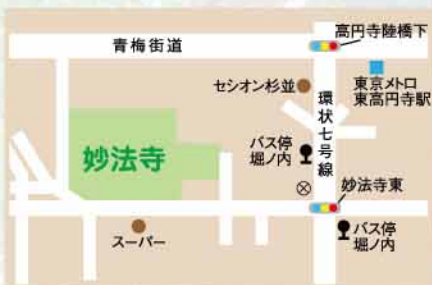 高円寺陸橋下
青梅街道
セシオン杉並
東京メトロ
東高円寺駅
環状七号線
バス停
堀ノ内
妙法寺
妙法寺東
スーパー
バス停
堀ノ内